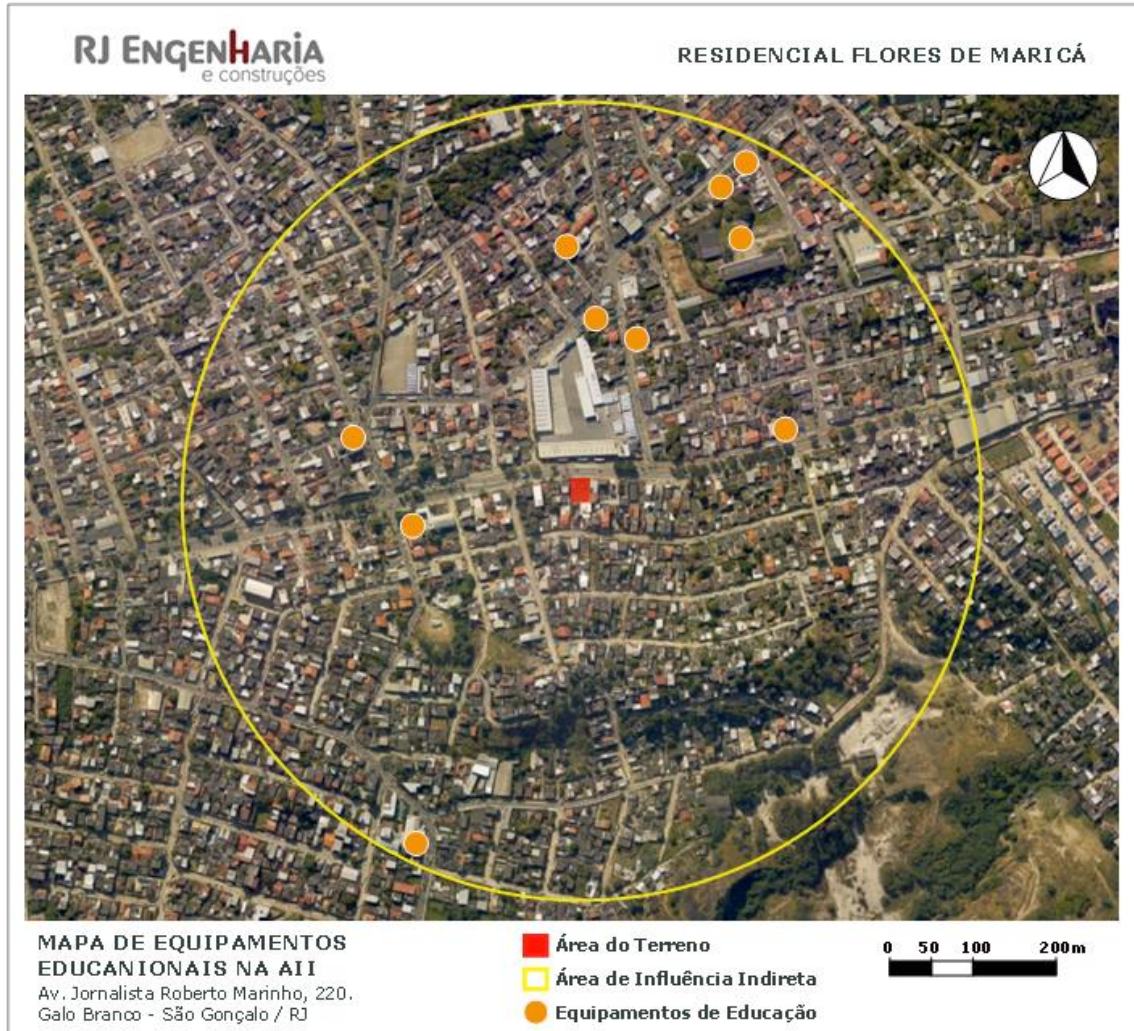 RJ ENGENHARIA
e construções
RESIDENCIAL FLORES DE MARICÁ
MAPA DE EQUIPAMENTOS
EDUCANIONAIS NA AII
Av. Jornalista Roberto Marinho, 220.
Galo Branco - São Gonçalo / RJ
Área do Terreno
Área de Influência Indireta
Equipamentos de Educação
0 50 100 200m